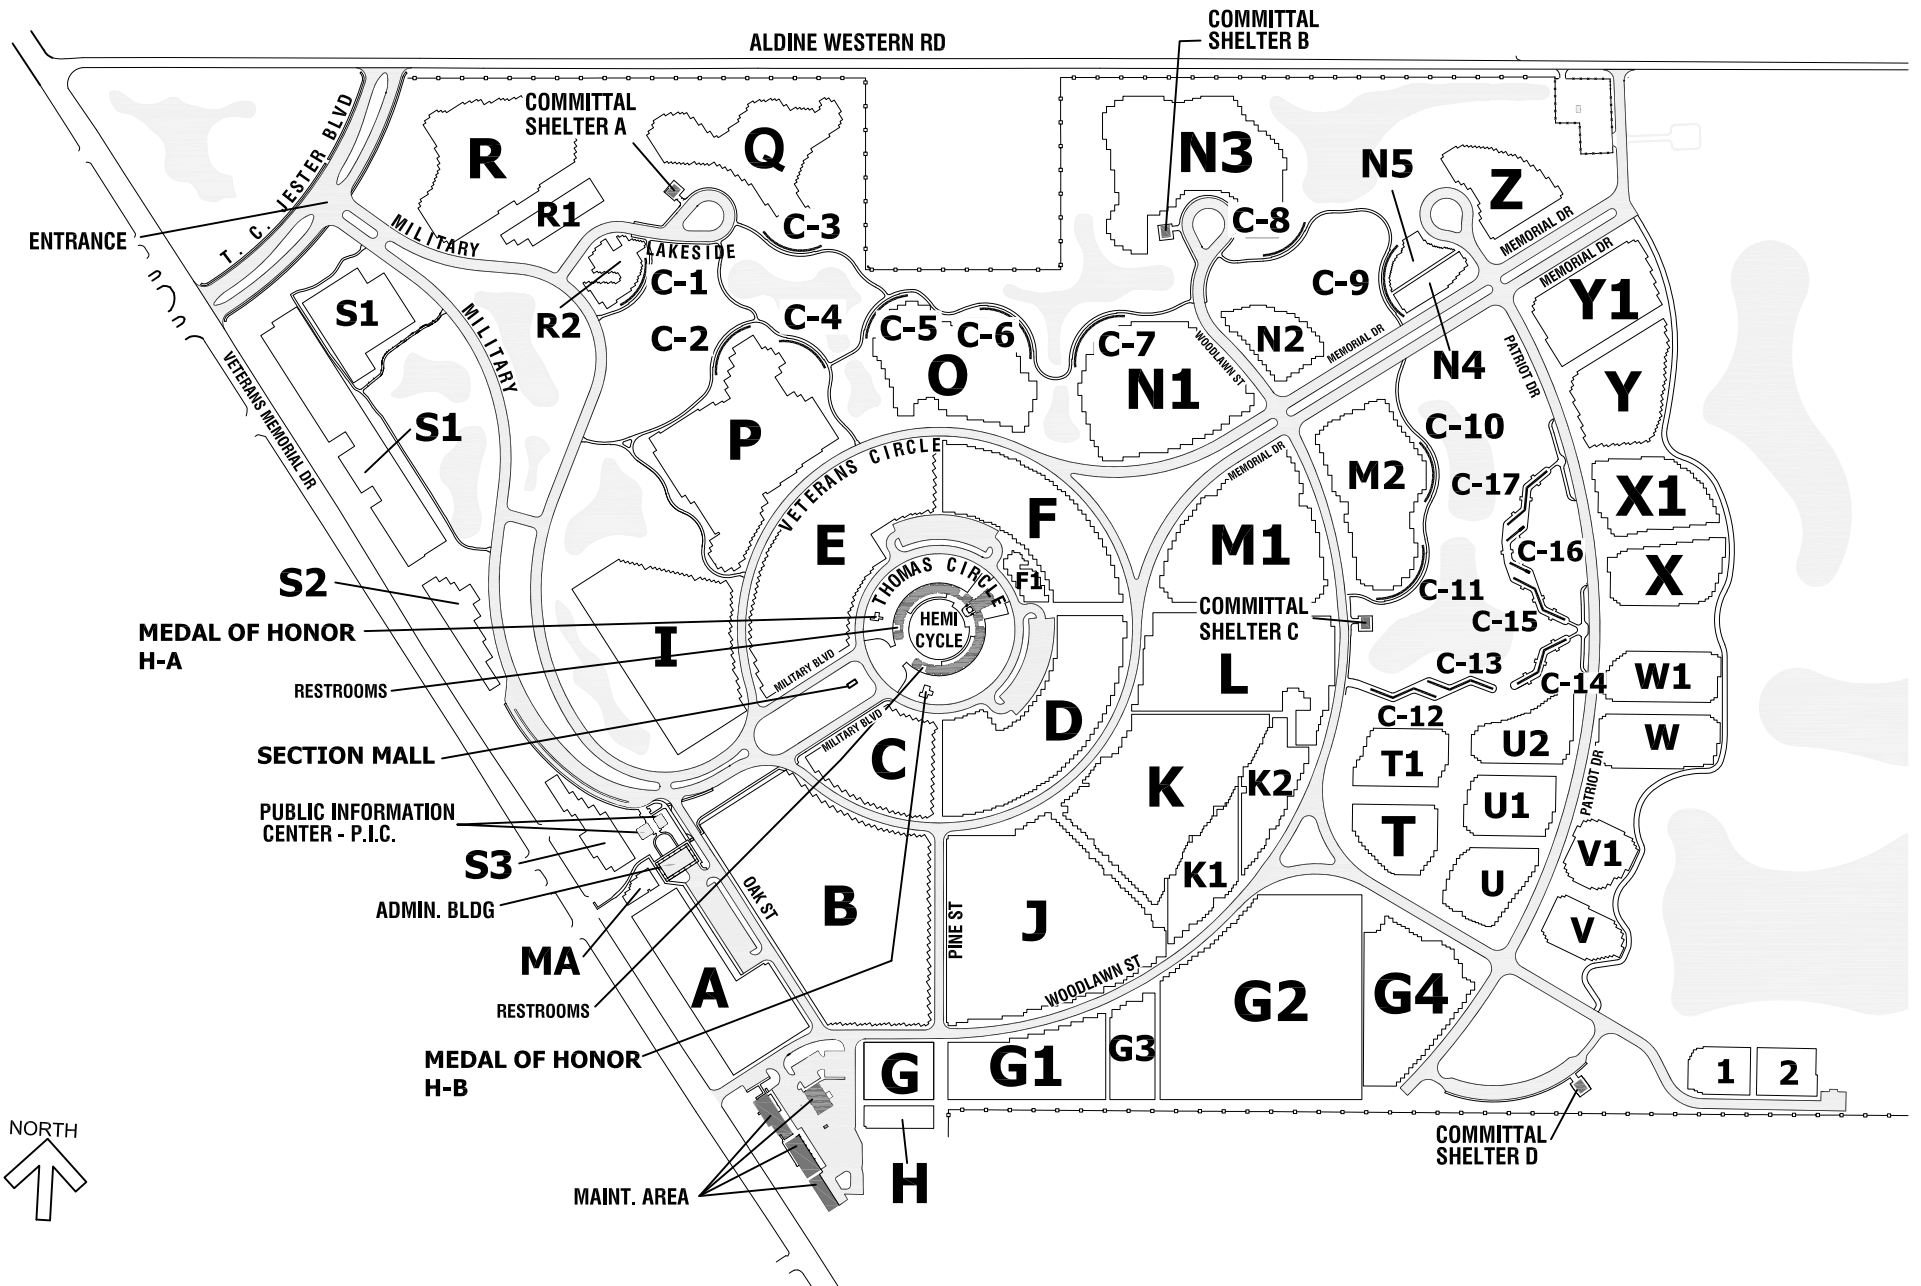 COMMITTAL
SHELTER B
ALDINE WESTERN RD
COMMITTAL
SHELTER A
T. C. JESTER BLVD
R
Q
N3
N5
Z
R1
C-3
C-8
ENTRANCE
MILITARY
LAKESIDE
MEMORIAL DR
MEMORIAL DR
C-1
C-9
Y1
S1
R2
MILITARY
C-2
C-4
C-5
C-6
C-7
N2
MEMORIAL DR
WOODLAWN ST
PATRIOT DR
VETERANS MEMORIAL DR
O
N1
N4
Y
S1
P
C-10
VETERANS CIRCLE
MEMORIAL DR
M2
C-17
X1
E
F
M1
C-16
THOMAS CIRCLE
F1
X
S2
HEMI
CYCLE
COMMITTAL
SHELTER C
C-11
C-15
MEDAL OF HONOR
H-A
I
MILITARY BLVD
L
C-13
C-14
W1
RESTROOMS
D
C-12
MILITARY BLVD
C
SECTION MALL
T1
U2
W
K
K2
PATRIOT DR
PUBLIC INFORMATION
CENTER - P.I.C.
U1
T
V1
S3
K1
U
OAK ST
ADMIN. BLDG
B
PINE ST
J
V
MA
A
WOODLAWN ST
G2
G4
RESTROOMS
MEDAL OF HONOR
H-B
G
G1
G3
1
2
NORTH
COMMITTAL
SHELTER D
H
MAINT. AREA